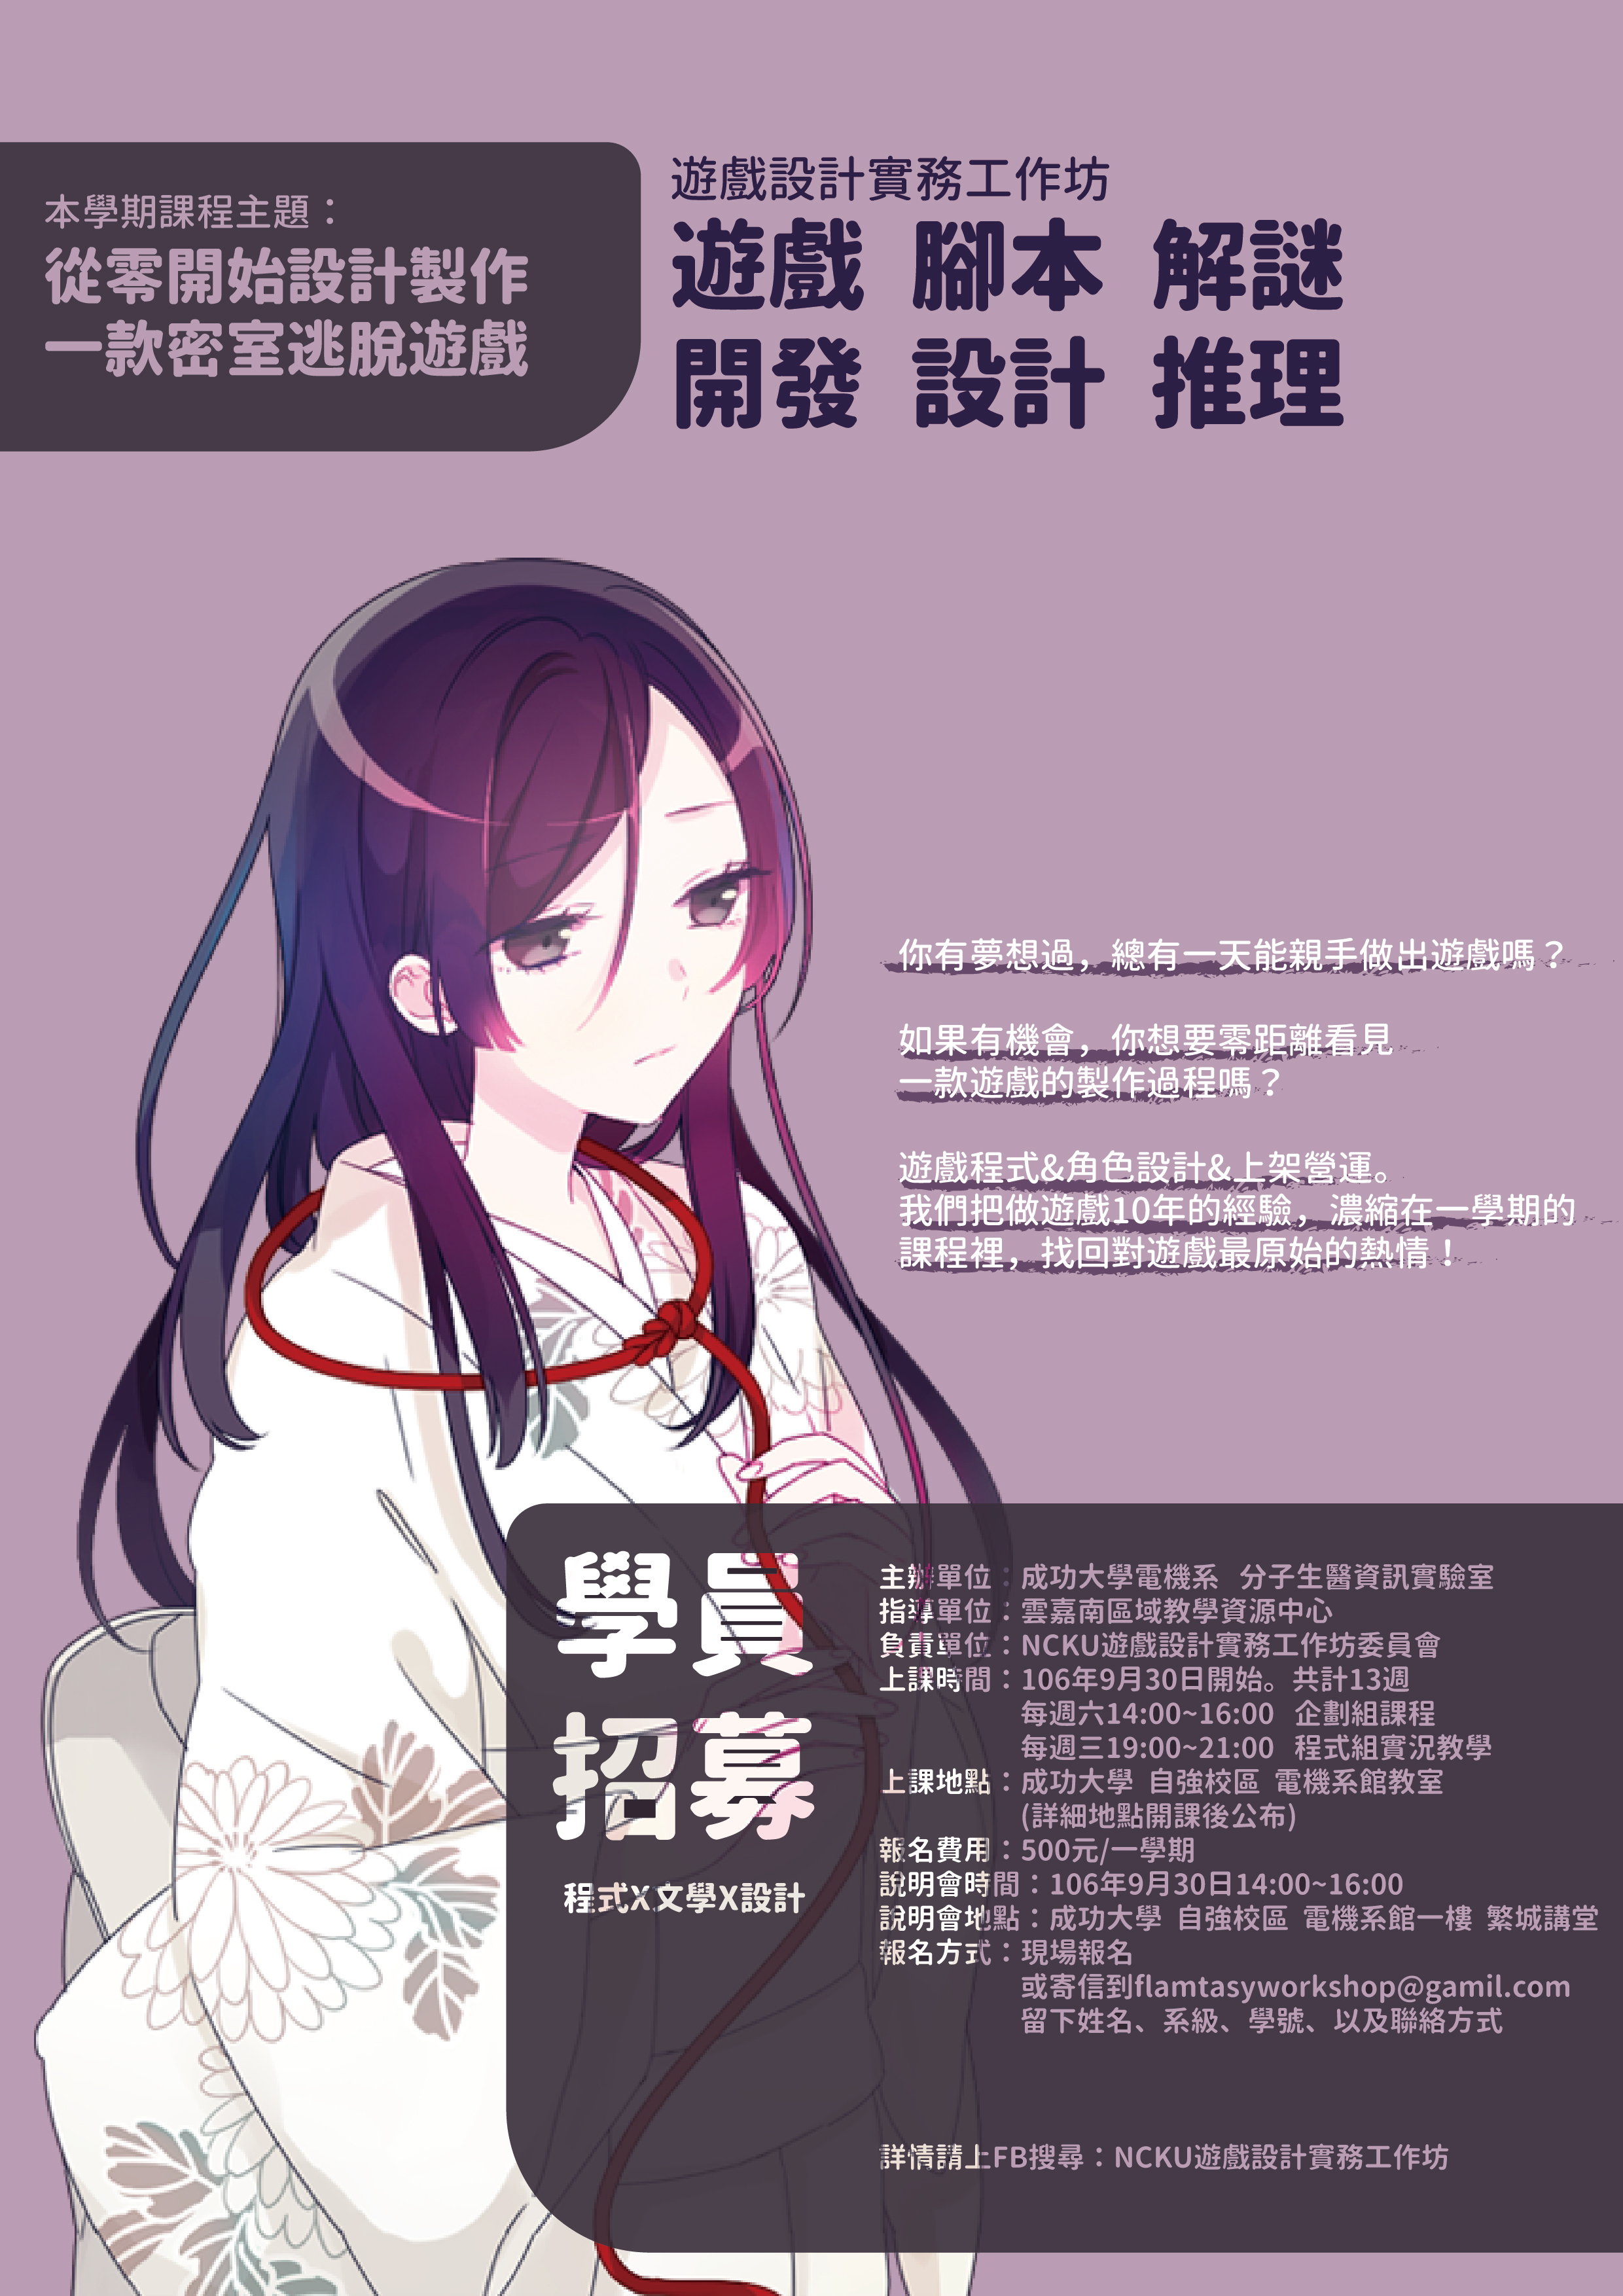 本學期課程主題：
從零開始設計製作
一款密室逃脫遊戲
遊戲設計實務工作坊
遊戲 腳本 解謎
開發 設計 推理
你有夢想過，總有一天能親手做出遊戲嗎？
如果有機會，你想要零距離看見
一款遊戲的製作過程嗎？
遊戲程式&角色設計&上架營運。
我們把做遊戲10年的經驗，濃縮在一學期的
課程裡，找回對遊戲最原始的熱情！
學員
招募
程式X文學X設計
主辦單位：成功大學電機系 分子生醫資訊實驗室
指導單位：雲嘉南區域教學資源中心
負責單位：NCKU遊戲設計實務工作坊委員會
上課時間：106年9月30日開始。共計13週
每週六14:00~16:00 企劃組課程
每週三19:00~21:00 程式組實況教學
上課地點：成功大學 自強校區 電機系館教室
(詳細地點開課後公布)
報名費用：500元/一學期
說明會時間：106年9月30日14:00~16:00
說明會地點：成功大學 自強校區 電機系館一樓 繁城講堂
報名方式：現場報名
或寄信到flamtasyworkshop@gamil.com
留下姓名、系級、學號、以及聯絡方式
詳情請上FB搜尋：NCKU遊戲設計實務工作坊